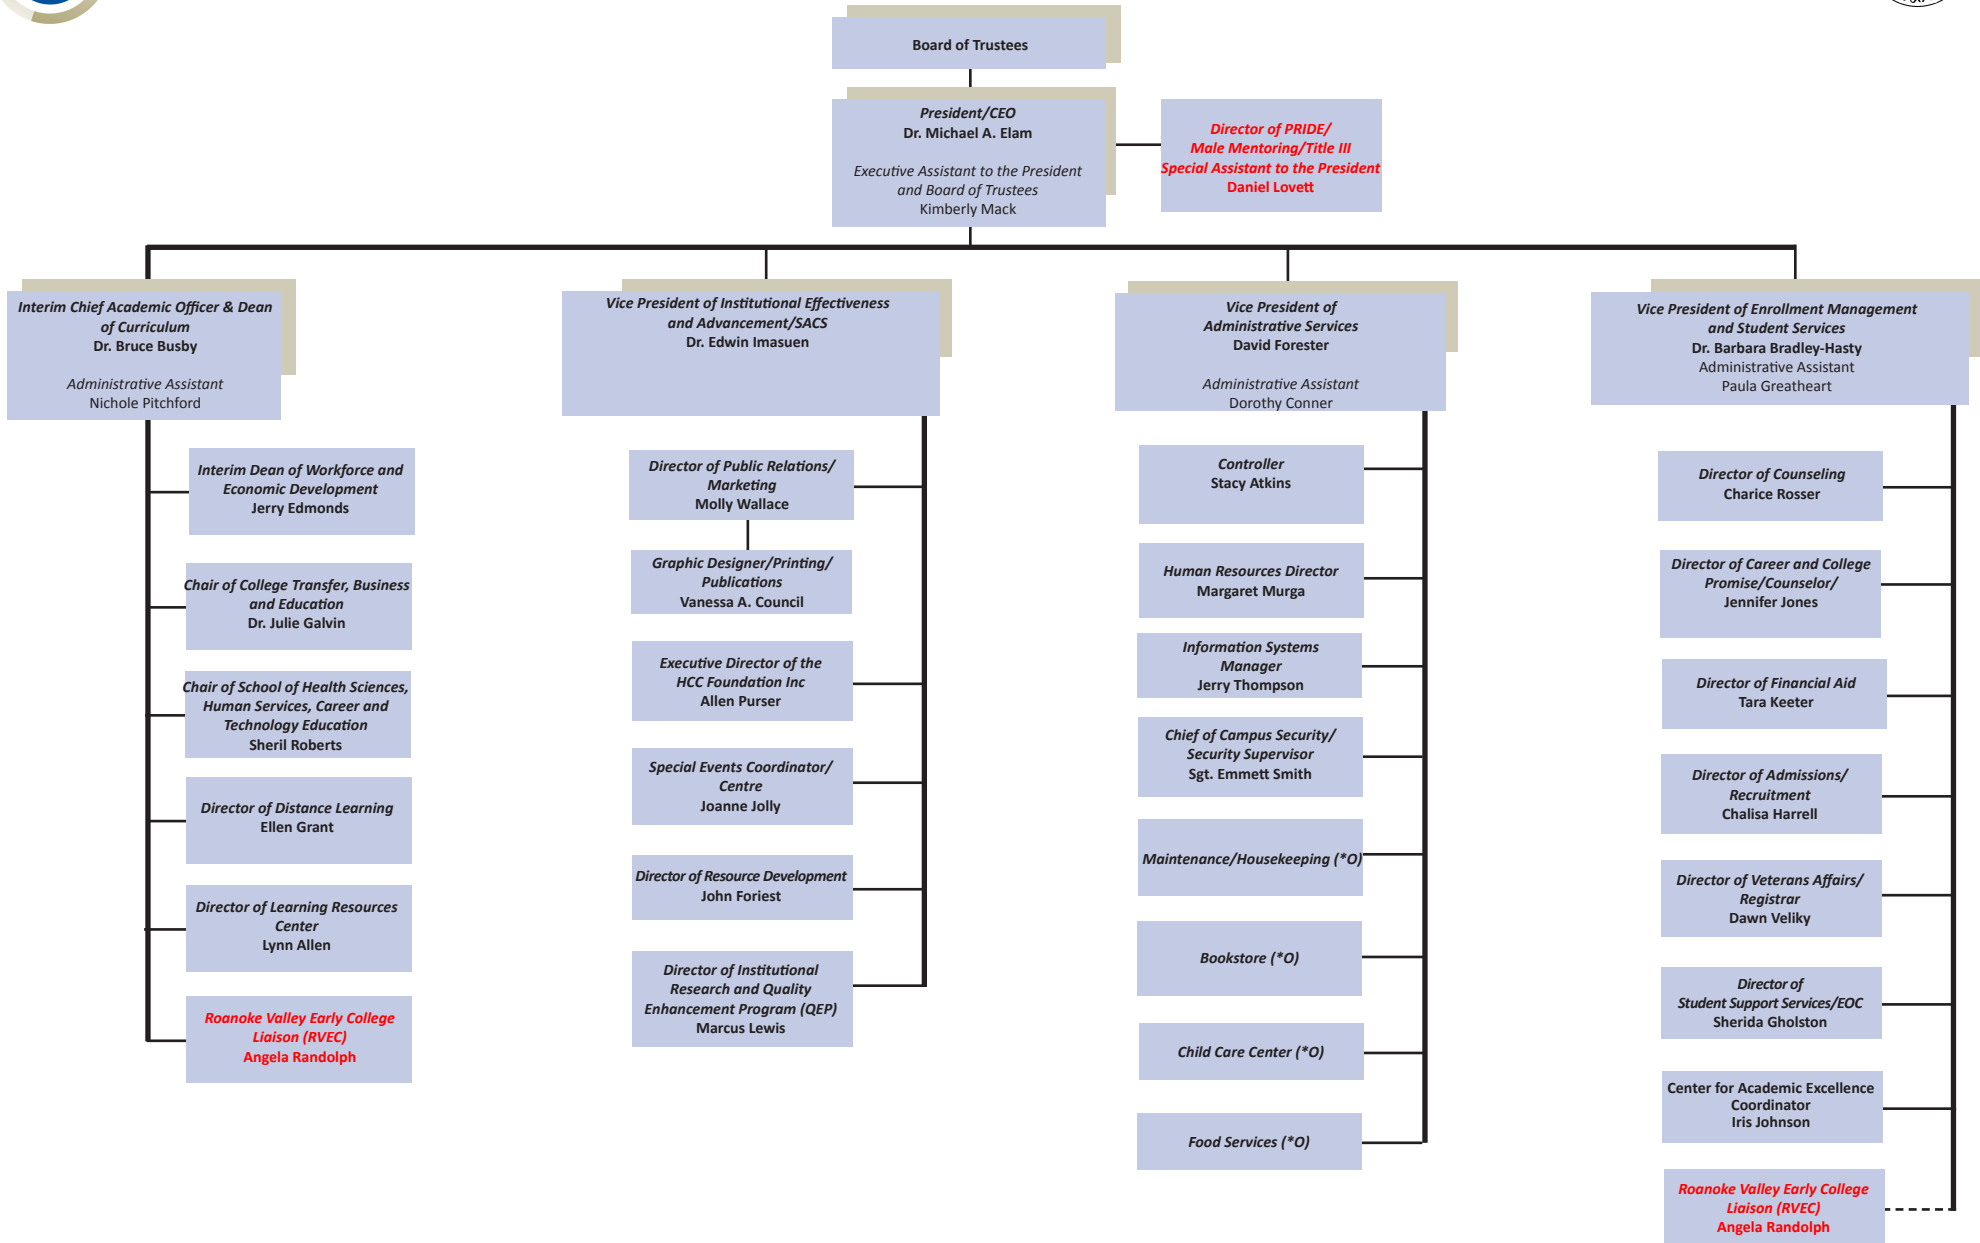 Board of Trustees
President/CEO
Dr. Michael A. Elam
Executive Assistant to the President
and Board of Trustees
Kimberly Mack
Director of PRIDE/
Male Mentoring/Title III
Special Assistant to the President
Daniel Lovett
Interim Chief Academic Officer & Dean
of Curriculum
Dr. Bruce Busby
Administrative Assistant
Nichole Pitchford
Interim Dean of Workforce and
Economic Development
Jerry Edmonds
Chair of College Transfer, Business
and Education
Dr. Julie Galvin
Chair of School of Health Sciences,
Human Services, Career and
Technology Education
Sheril Roberts
Director of Distance Learning
Ellen Grant
Director of Learning Resources
Center
Lynn Allen
Roanoke Valley Early College
Liaison (RVEC)
Angela Randolph
Vice President of Institutional Effectiveness
and Advancement/SACS
Dr. Edwin Imasuen
Director of Public Relations/
Marketing
Molly Wallace
Graphic Designer/Printing/
Publications
Vanessa A. Council
Executive Director of the
HCC Foundation Inc
Allen Purser
Special Events Coordinator/
Centre
Joanne Jolly
Director of Resource Development
John Foriest
Director of Institutional
Research and Quality
Enhancement Program (QEP)
Marcus Lewis
Vice President of
Administrative Services
David Forester
Administrative Assistant
Dorothy Conner
Controller
Stacy Atkins
Human Resources Director
Margaret Murga
Information Systems
Manager
Jerry Thompson
Chief of Campus Security/
Security Supervisor
Sgt. Emmett Smith
Maintenance/Housekeeping (*O)
Bookstore (*O)
Child Care Center (*O)
Food Services (*O)
Vice President of Enrollment Management
and Student Services
Dr. Barbara Bradley-Hasty
Administrative Assistant
Paula Greatheart
Director of Counseling
Charice Rosser
Director of Career and College
Promise/Counselor/
Jennifer Jones
Director of Financial Aid
Tara Keeter
Director of Admissions/
Recruitment
Chalisa Harrell
Director of Veterans Affairs/
Registrar
Dawn Veliky
Director of
Student Support Services/EOC
Sherida Gholston
Center for Academic Excellence
Coordinator
Iris Johnson
Roanoke Valley Early College
Liaison (RVEC)
Angela Randolph